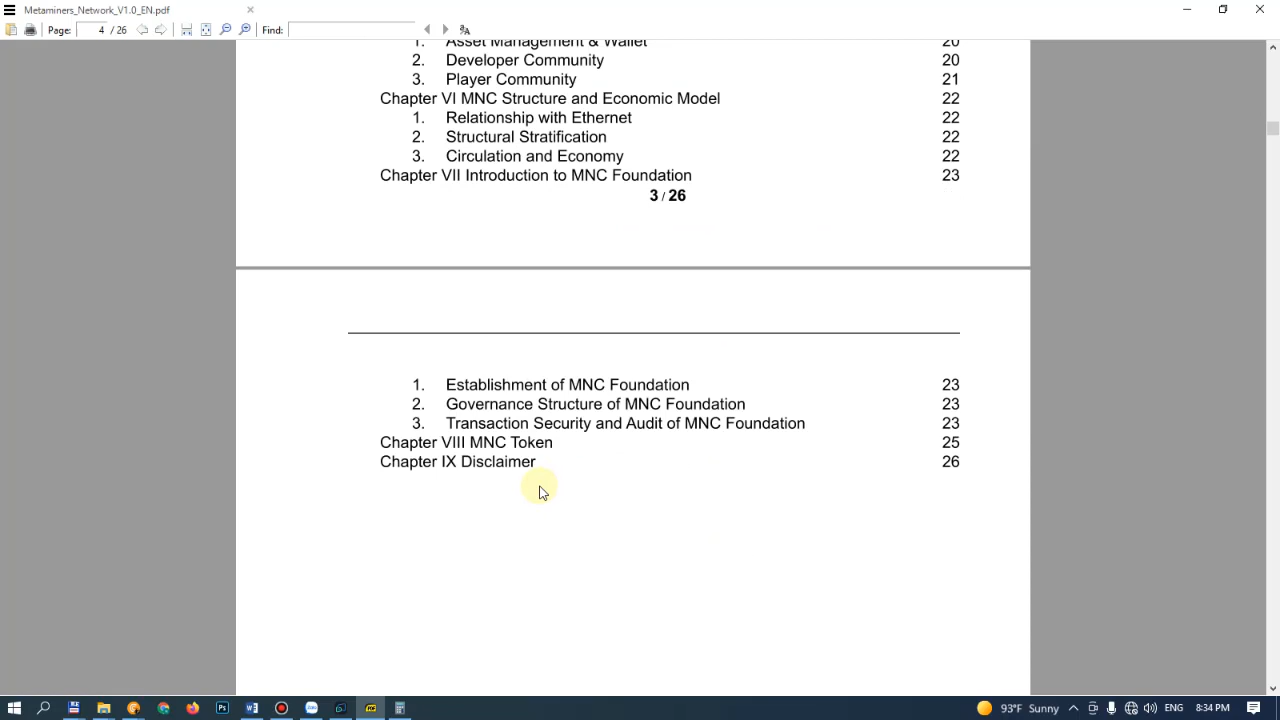 Metaminers_Network_V1.0_EN.pdf
Page: 4 / 26 Find:
1. Asset Management & Wallet 20
2. Developer Community 20
3. Player Community 21
Chapter VI MNC Structure and Economic Model 22
1. Relationship with Ethernet 22
2. Structural Stratification 22
3. Circulation and Economy 22
Chapter VII Introduction to MNC Foundation 23
3 / 26
1. Establishment of MNC Foundation 23
2. Governance Structure of MNC Foundation 23
3. Transaction Security and Audit of MNC Foundation 23
Chapter VIII MNC Token 25
Chapter IX Disclaimer 26
93°F Sunny ENG 8:34 PM